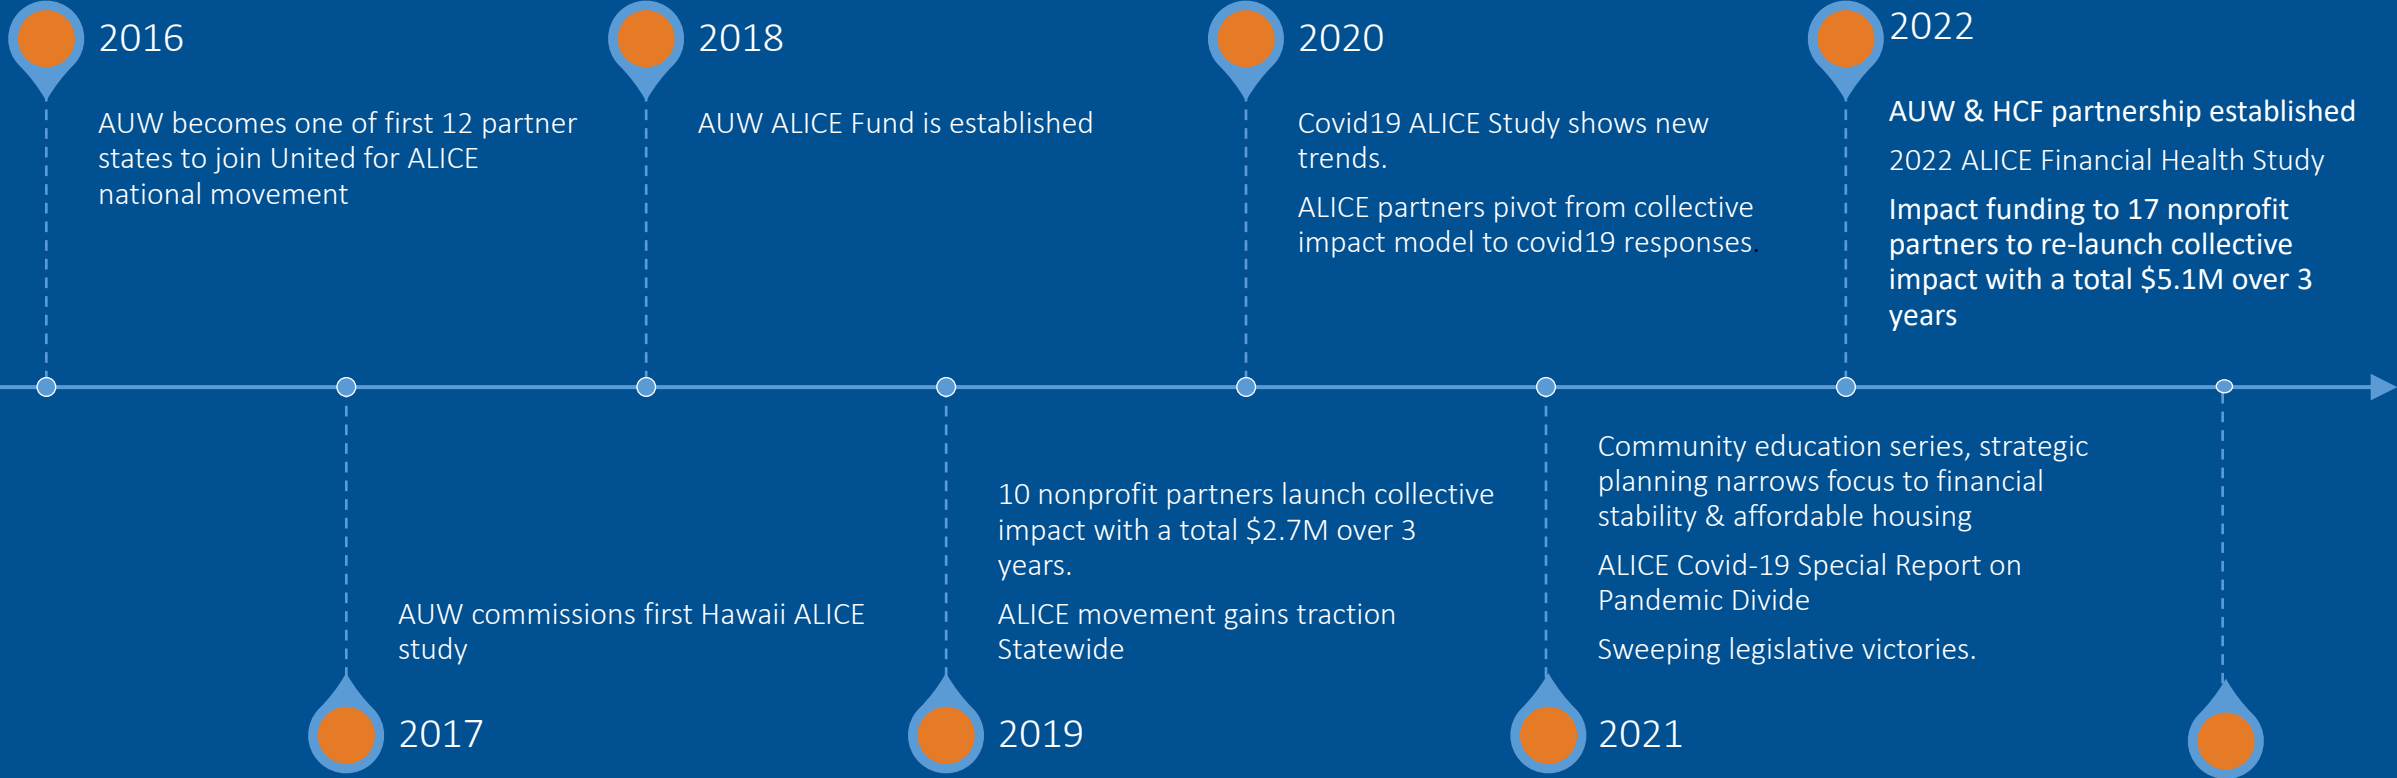 2016
AUW becomes one of first 12 partner
states to join United for ALICE
national movement
2018
AUW ALICE Fund is established
2020
Covid19 ALICE Study shows new
trends.
ALICE partners pivot from collective
impact model to covid19 responses.
2022
AUW & HCF partnership established
2022 ALICE Financial Health Study
Impact funding to 17 nonprofit
partners to re-launch collective
impact with a total $5.1M over 3
years
AUW commissions first Hawaii ALICE
study
2017
10 nonprofit partners launch collective
impact with a total $2.7M over 3
years.
ALICE movement gains traction
Statewide
2019
Community education series, strategic
planning narrows focus to financial
stability & affordable housing
ALICE Covid-19 Special Report on
Pandemic Divide
Sweeping legislative victories.
2021